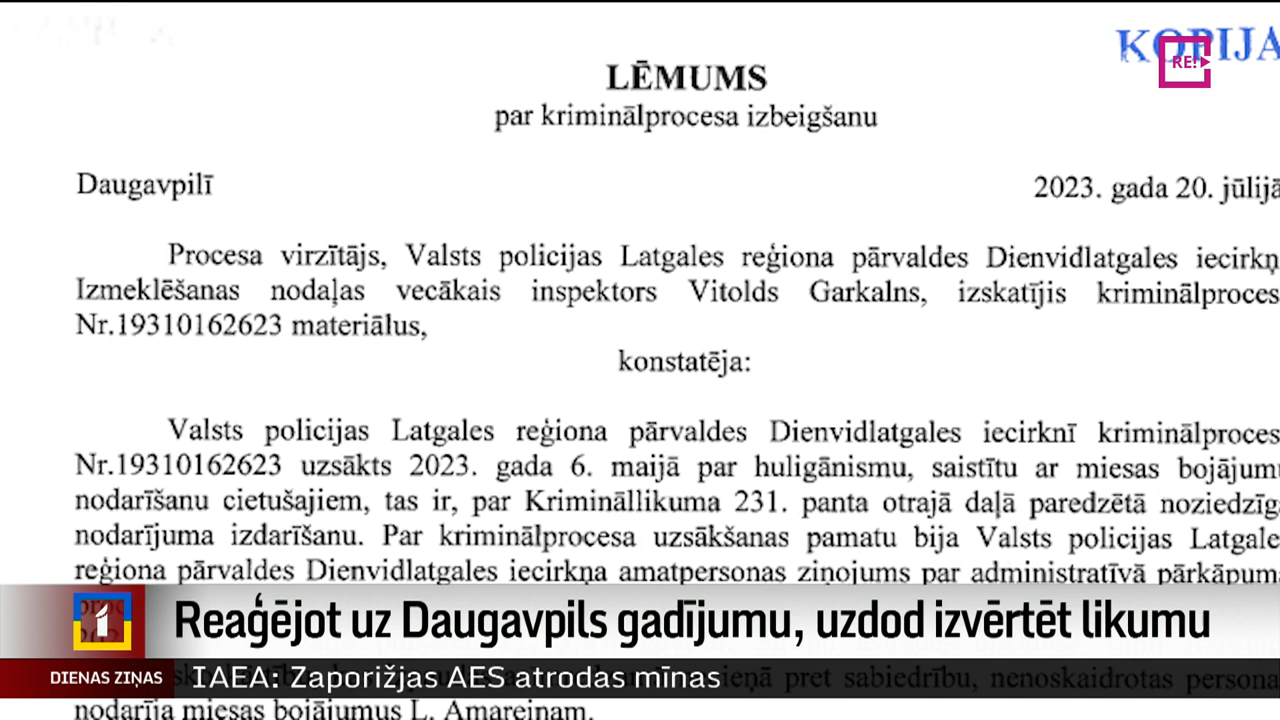 KOPIJA
RE!
LĒMUMS
par kriminālprocesa izbeigšanu
Daugavpilī
2023. gada 20. jūlijā
Procesa virzītājs, Valsts policijas Latgales reģiona pārvaldes Dienvidlatgales iecirkņ
Izmeklēšanas nodaļas vecākais inspektors Vitolds Garkalns, izskatījis kriminālproces
Nr.19310162623 materiālus,
konstatēja:
Valsts policijas Latgales reģiona pārvaldes Dienvidlatgales iecirknī kriminālproces
Nr.19310162623 uzsākts 2023. gada 6. maijā par huligānismu, saistītu ar miesas bojājumu
nodarīšanu cietušajiem, tas ir, par Krimināllikuma 231. panta otrajā daļā paredzētā noziedzīga
nodarījuma izdarīšanu. Par kriminālprocesa uzsākšanas pamatu bija Valsts policijas Latgale
reģiona pārvaldes Dienvidlatgales iecirkņa amatpersonas ziņojums par administratīvā pārkāpuma
1
Reaģējot uz Daugavpils gadījumu, uzdod izvērtēt likumu
DIENAS ZIŅAS
IAEA: Zaporižjas AES atrodas mīnas
pret sabiedrību, nenoskaidrotas persona
nodarīja miesas bojājumus L. Amareinam.